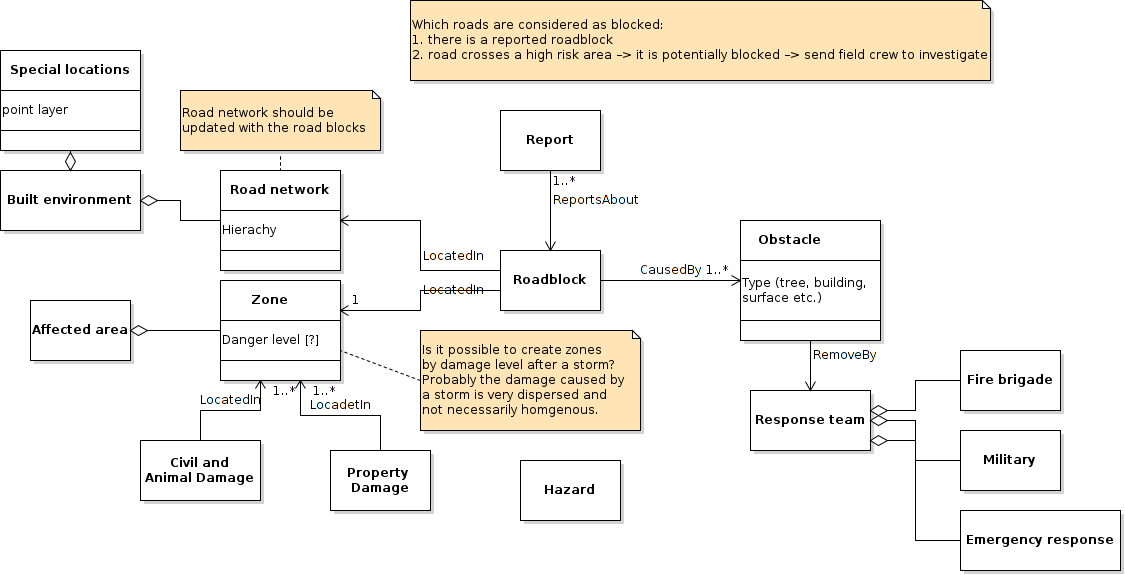 Which roads are considered as blocked:
1. there is a reported roadblock
2. road crosses a high risk area –> it is potentially blocked –> send field crew to investigate
Special locations
point layer
Road network should be
updated with the road blocks
Report
1..*
ReportsAbout
Built environment
Road network
Hierachy
LocatedIn
Roadblock
CausedBy 1..*
Obstacle
Type (tree, building,
surface etc.)
LocatedIn
1
Zone
Danger level [?]
Affected area
Is it possible to create zones
by damage level after a storm?
Probably the damage caused by
a storm is very dispersed and
not necessarily homgenous.
RemoveBy
LocatedIn
1..*
1..*
LocadetIn
Response team
Fire brigade
Military
Emergency response
Civil and
Animal Damage
Property
Damage
Hazard